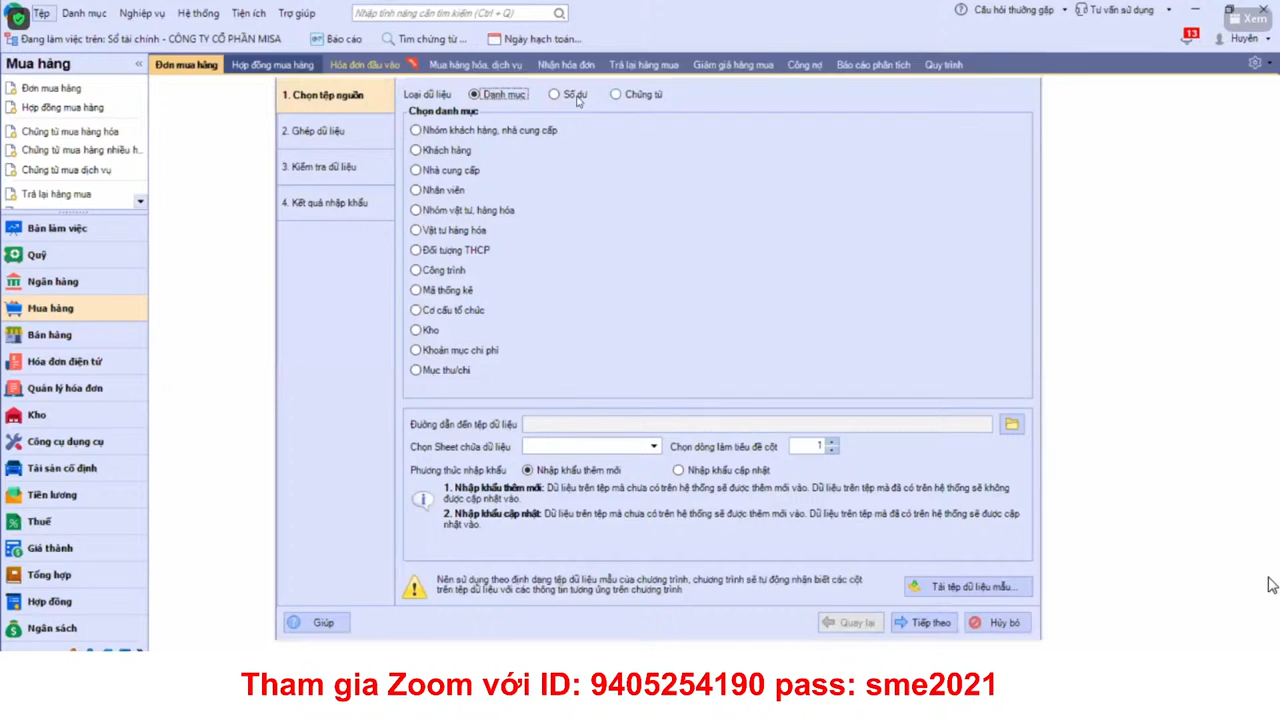 Tệp Danh mục Nghiệp vụ Hệ thống Tiện ích Trợ giúp Nhập tính năng cần tìm kiếm (Ctrl + Q) Câu hỏi thường gặp Tư vấn sử dụng
Xem
Đang làm việc trên: Sổ tài chính - CÔNG TY CỔ PHẦN MISA Báo cáo Tìm chứng từ ... Ngày hạch toán... 13 Huyên
Mua hàng « Đơn mua hàng Hợp đồng mua hàng Hóa đơn đầu vào Mua hàng hóa, dịch vụ Nhận hóa đơn Trả lại hàng mua Giảm giá hàng mua Công nợ Báo cáo phân tích Quy trình
Đơn mua hàng
Hợp đồng mua hàng
Chứng từ mua hàng hóa
Chứng từ mua hàng nhiều h..
Chứng từ mua dịch vụ
Trả lại hàng mua
Bàn làm việc
Quỹ
Ngân hàng
Mua hàng
Bán hàng
Hóa đơn điện tử
Quản lý hóa đơn
Kho
Công cụ dụng cụ
Tài sản cố định
Tiền lương
Thuế
Giá thành
Tổng hợp
Hợp đồng
Ngân sách
1. Chọn tệp nguồn
2. Ghép dữ liệu
3. Kiểm tra dữ liệu
4. Kết quả nhập khẩu
Loại dữ liệu Danh mục Số dư Chứng từ
Chọn danh mục
Nhóm khách hàng, nhà cung cấp
Khách hàng
Nhà cung cấp
Nhân viên
Nhóm vật tư, hàng hóa
Vật tư hàng hóa
Đối tượng THCP
Công trình
Mã thống kê
Cơ cấu tổ chức
Kho
Khoản mục chi phí
Mục thu/chi
Đường dẫn đến tệp dữ liệu
Chọn Sheet chứa dữ liệu Chọn dòng làm tiêu đề cột 1
Phương thức nhập khẩu Nhập khẩu thêm mới Nhập khẩu cập nhật
1. Nhập khẩu thêm mới: Dữ liệu trên tệp mà chưa có trên hệ thống sẽ được thêm mới vào. Dữ liệu trên tệp mà đã có trên hệ thống sẽ không
được cập nhật vào.
2. Nhập khẩu cập nhật: Dữ liệu trên tệp mà chưa có trên hệ thống sẽ được thêm mới vào. Dữ liệu trên tệp mà đã có trên hệ thống sẽ được cập
nhật vào.
Nên sử dụng theo định dạng tệp dữ liệu mẫu của chương trình, chương trình sẽ tự động nhận biết các cột
trên tệp dữ liệu với các thông tin tương ứng trên chương trình
Tải tệp dữ liệu mẫu...
Giúp Quay lại Tiếp theo Hủy bỏ
Tham gia Zoom với ID: 9405254190 pass: sme2021